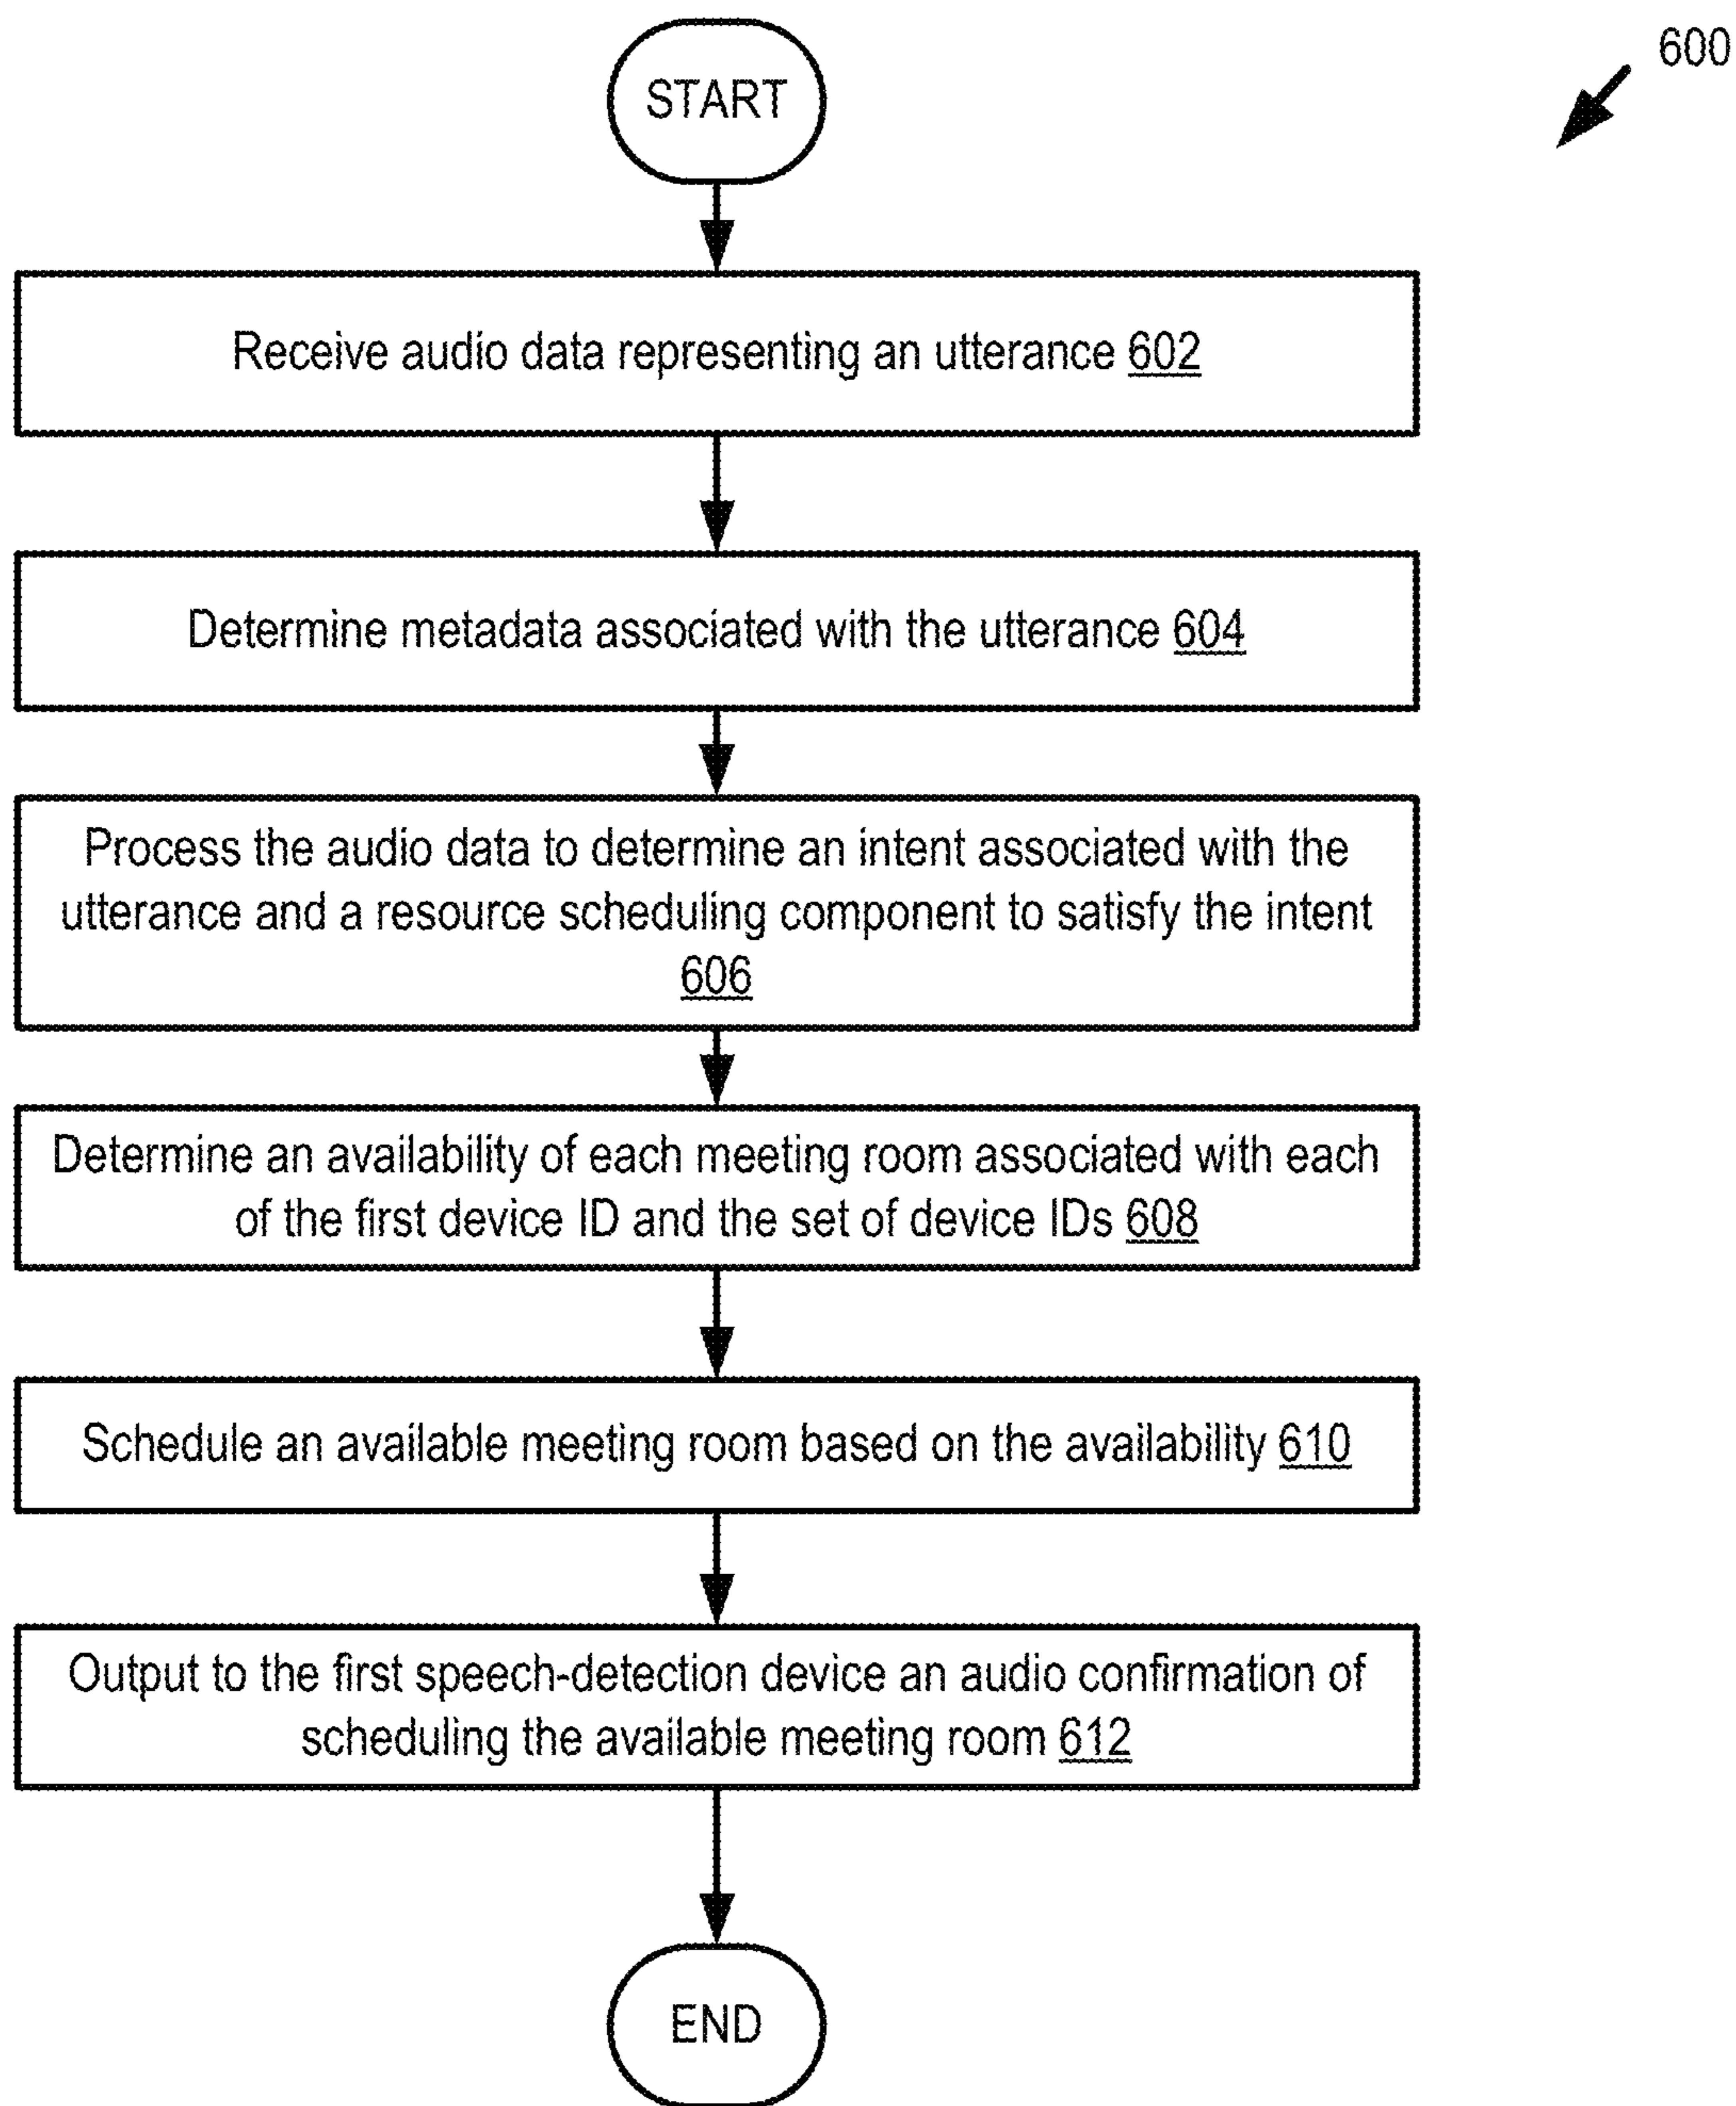 600
START
Receive audio data representing an utterance 602
Determine metadata associated with the utterance 604
Process the audio data to determine an intent associated with the
utterance and a resource scheduling component to satisfy the intent
606
Determine an availability of each meeting room associated with each
of the first device ID and the set of device IDs 608
Schedule an available meeting room based on the availability 610
Output to the first speech-detection device an audio confirmation of
scheduling the available meeting room 612
END